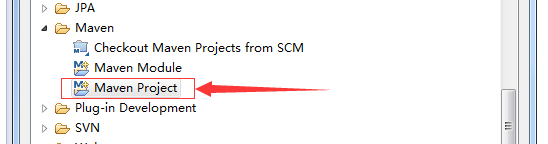 JPA
Maven
Checkout Maven Projects from SCM
Maven Module
Maven Project
Plug-in Development
SVN